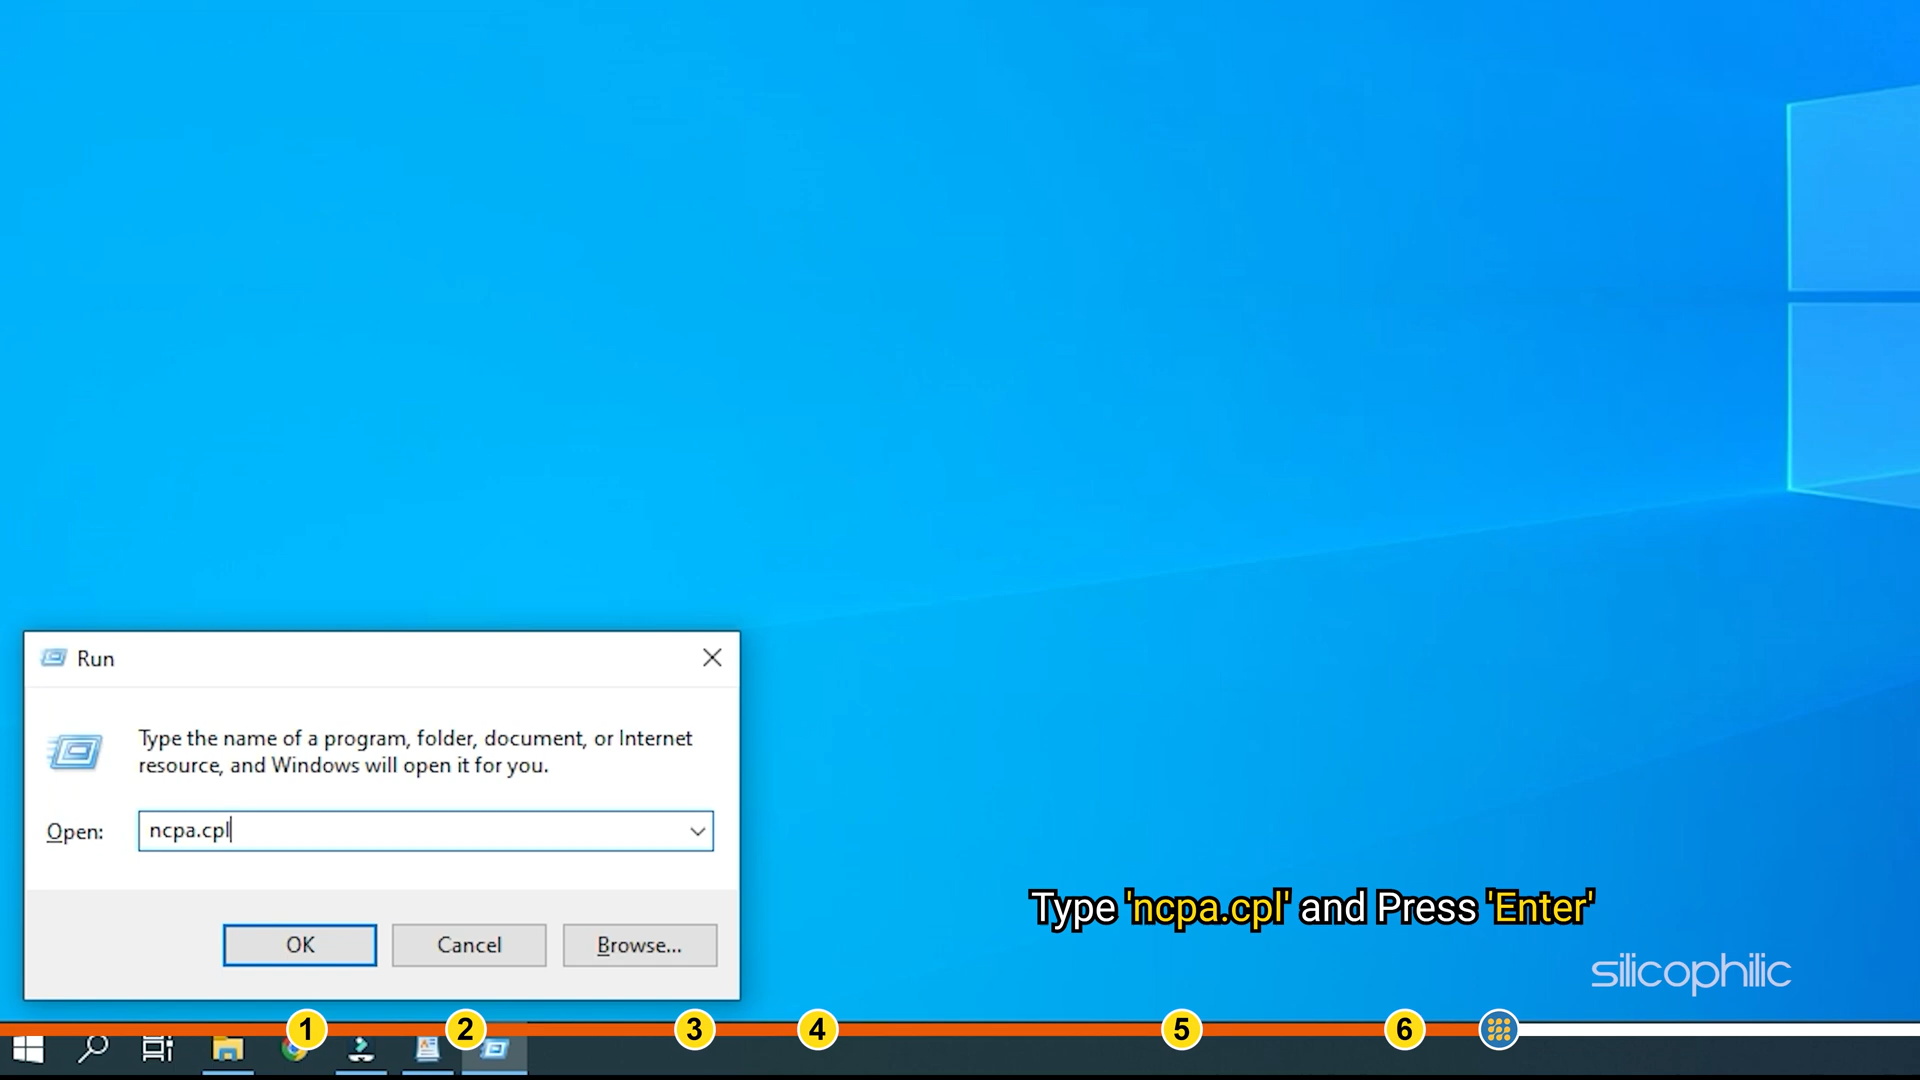 Run
Type the name of a program, folder, document, or Internet
resource, and Windows will open it for you.
Open:
ncpa.cpl
OK
Cancel
Browse...
Type 'ncpa.cpl' and Press 'Enter'
silicophilic
1
2
3
4
5
6